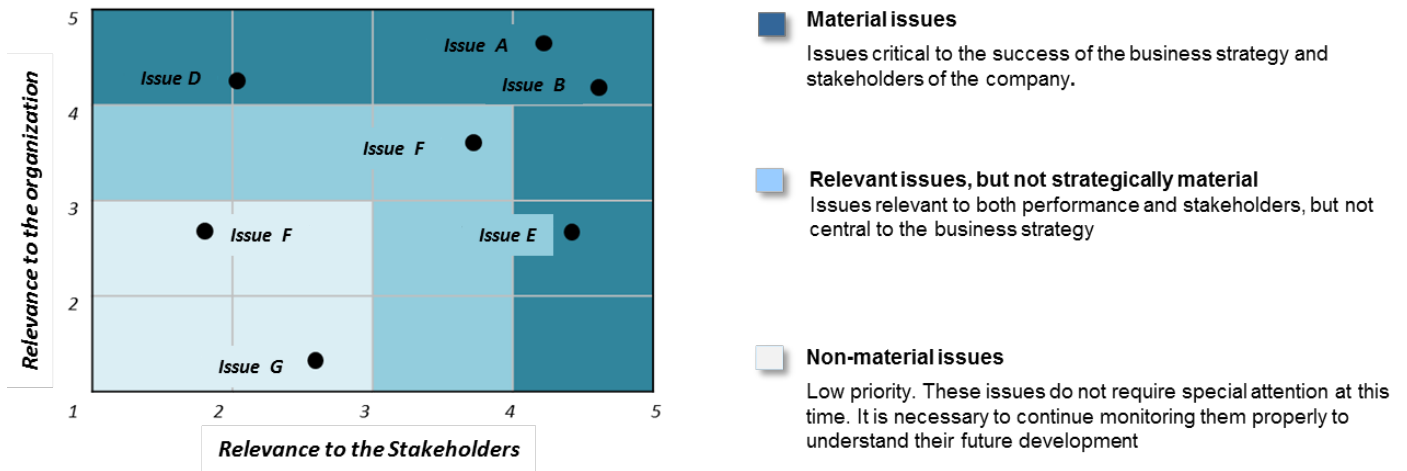 5
Issue A
Issue D
Issue B
4
Issue F
3
Issue F
Issue E
2
Issue G
1
2
3
4
5
Relevance to the organization
Relevance to the Stakeholders
Material issues
Issues critical to the success of the business strategy and
stakeholders of the company.
Relevant issues, but not strategically material
Issues relevant to both performance and stakeholders, but not
central to the business strategy
Non-material issues
Low priority. These issues do not require special attention at this
time. It is necessary to continue monitoring them properly to
understand their future development